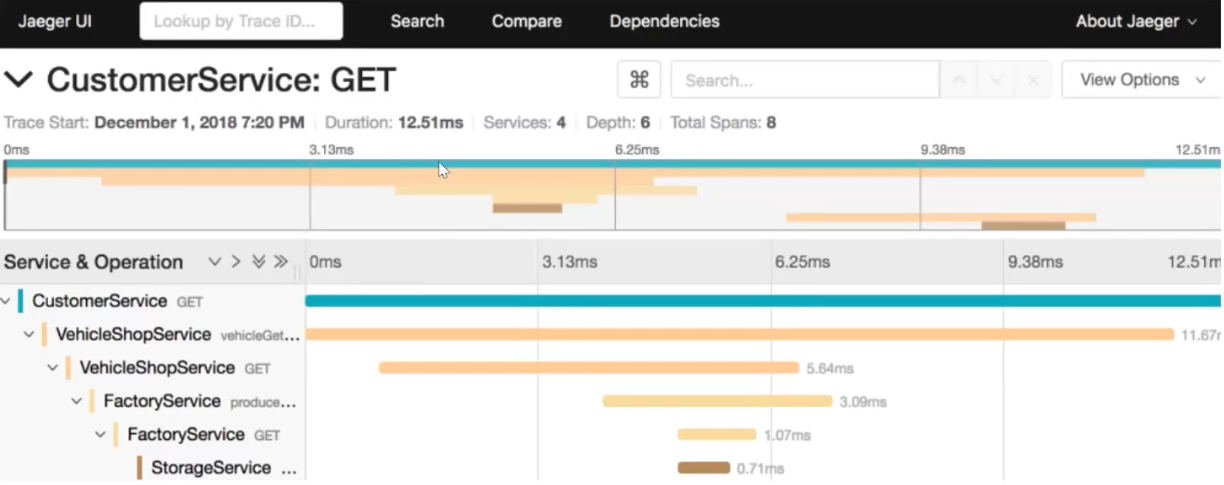 Jaeger UI Lookup by Trace ID... Search Compare Dependencies About Jaeger
CustomerService: GET ⌘ Search... View Options
Trace Start: December 1, 2018 7:20 PM Duration: 12.51ms Services: 4 Depth: 6 Total Spans: 8
0ms 3.13ms 6.25ms 9.38ms 12.51m
Service & Operation 0ms 3.13ms 6.25ms 9.38ms 12.51m
CustomerService GET
VehicleShopService vehicleGet... 11.67m
VehicleShopService GET 5.64ms
FactoryService produce... 3.09ms
FactoryService GET 1.07ms
StorageService ... 0.71ms